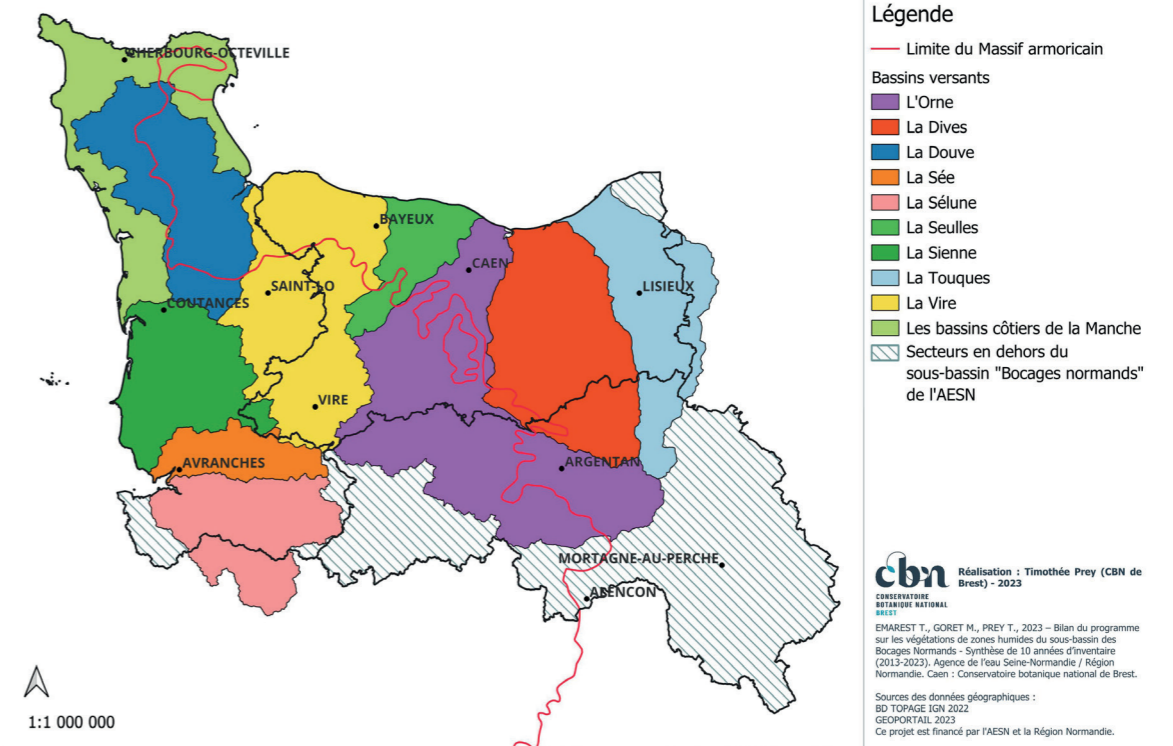 CHERBOURG-OCTEVILLE
BAYEUX
CAEN
SAINT-LO
LISIEUX
COUTANCES
VIRE
AVRANCHES
ARGENTAN
MORTAGNE-AU-PERCHE
ALENCON
1:1 000 000
Légende
Limite du Massif armoricain
Bassins versants
L'Orne
La Dives
La Douve
La Sée
La Sélune
La Seulles
La Sienne
La Touques
La Vire
Les bassins côtiers de la Manche
Secteurs en dehors du
sous-bassin "Bocages normands"
de l'AESN
cbn
CONSERVATOIRE
BOTANIQUE NATIONAL
BREST
Réalisation : Timothée Prey (CBN de
Brest) - 2023
EMAREST T., GORET M., PREY T., 2023 – Bilan du programme
sur les végétations de zones humides du sous-bassin des
Bocages Normands - Synthèse de 10 années d'inventaire
(2013-2023). Agence de l'eau Seine-Normandie / Région
Normandie. Caen : Conservatoire botanique national de Brest.
Sources des données géographiques :
BD TOPAGE IGN 2022
GEOPORTAIL 2023
Ce projet est financé par l'AESN et la Région Normandie.